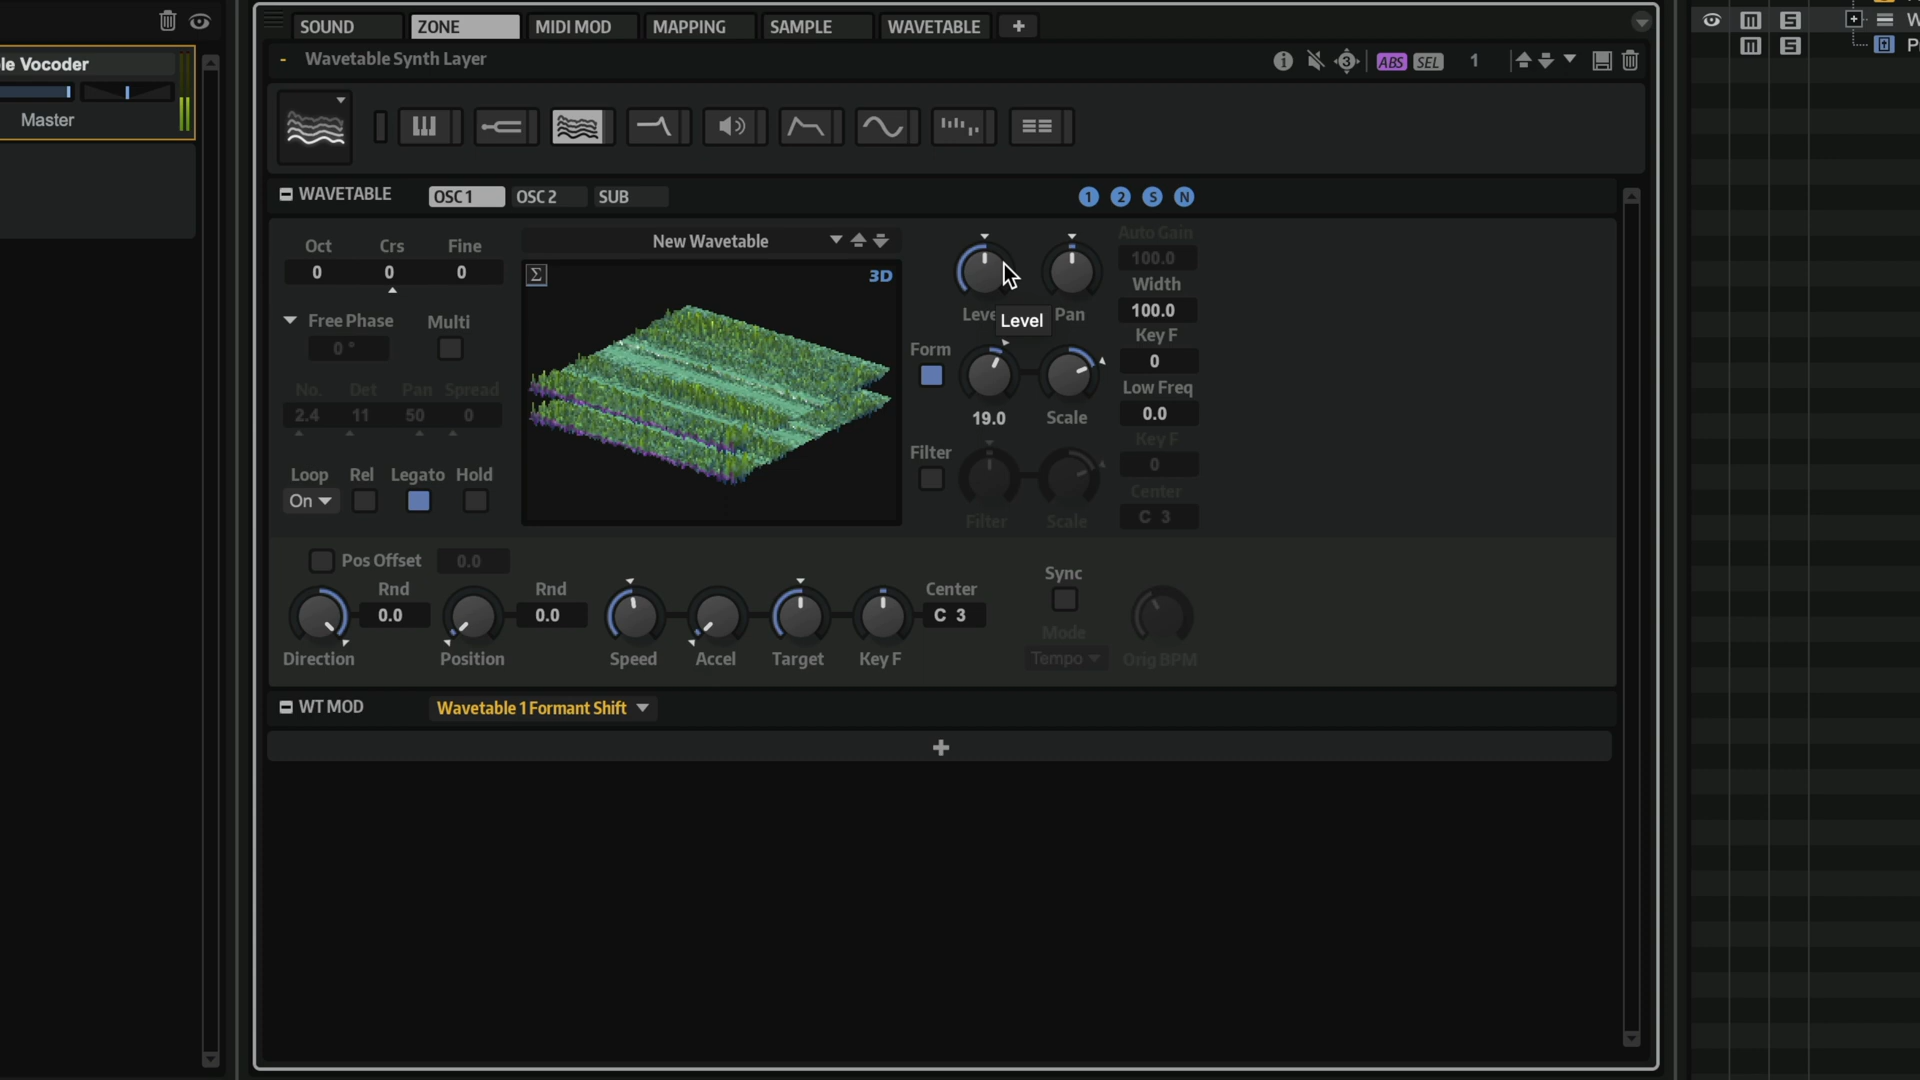 SOUND ZONE MIDI MOD MAPPING SAMPLE WAVETABLE +
le Vocoder
Master
- Wavetable Synth Layer
3 ABS SEL 1
WAVETABLE OSC 1 OSC 2 SUB 1 2 S N
Oct Crs Fine
0 0 0
Free Phase Multi
0 °
No. Det Pan Spread
2.4 11 50 0
Loop Rel Legato Hold
On
New Wavetable
Σ 3D
Level Pan
Level
Form
19.0 Scale
Filter
Filter Scale
Auto Gain
100.0
Width
100.0
Key F
0
Low Freq
0.0
Key F
0
Center
C 3
Pos Offset 0.0
Rnd Rnd Center
0.0 0.0 C 3
Direction Position Speed Accel Target Key F
Sync
Mode
Tempo Orig BPM
WT MOD Wavetable 1 Formant Shift
+
M S + W
M S P